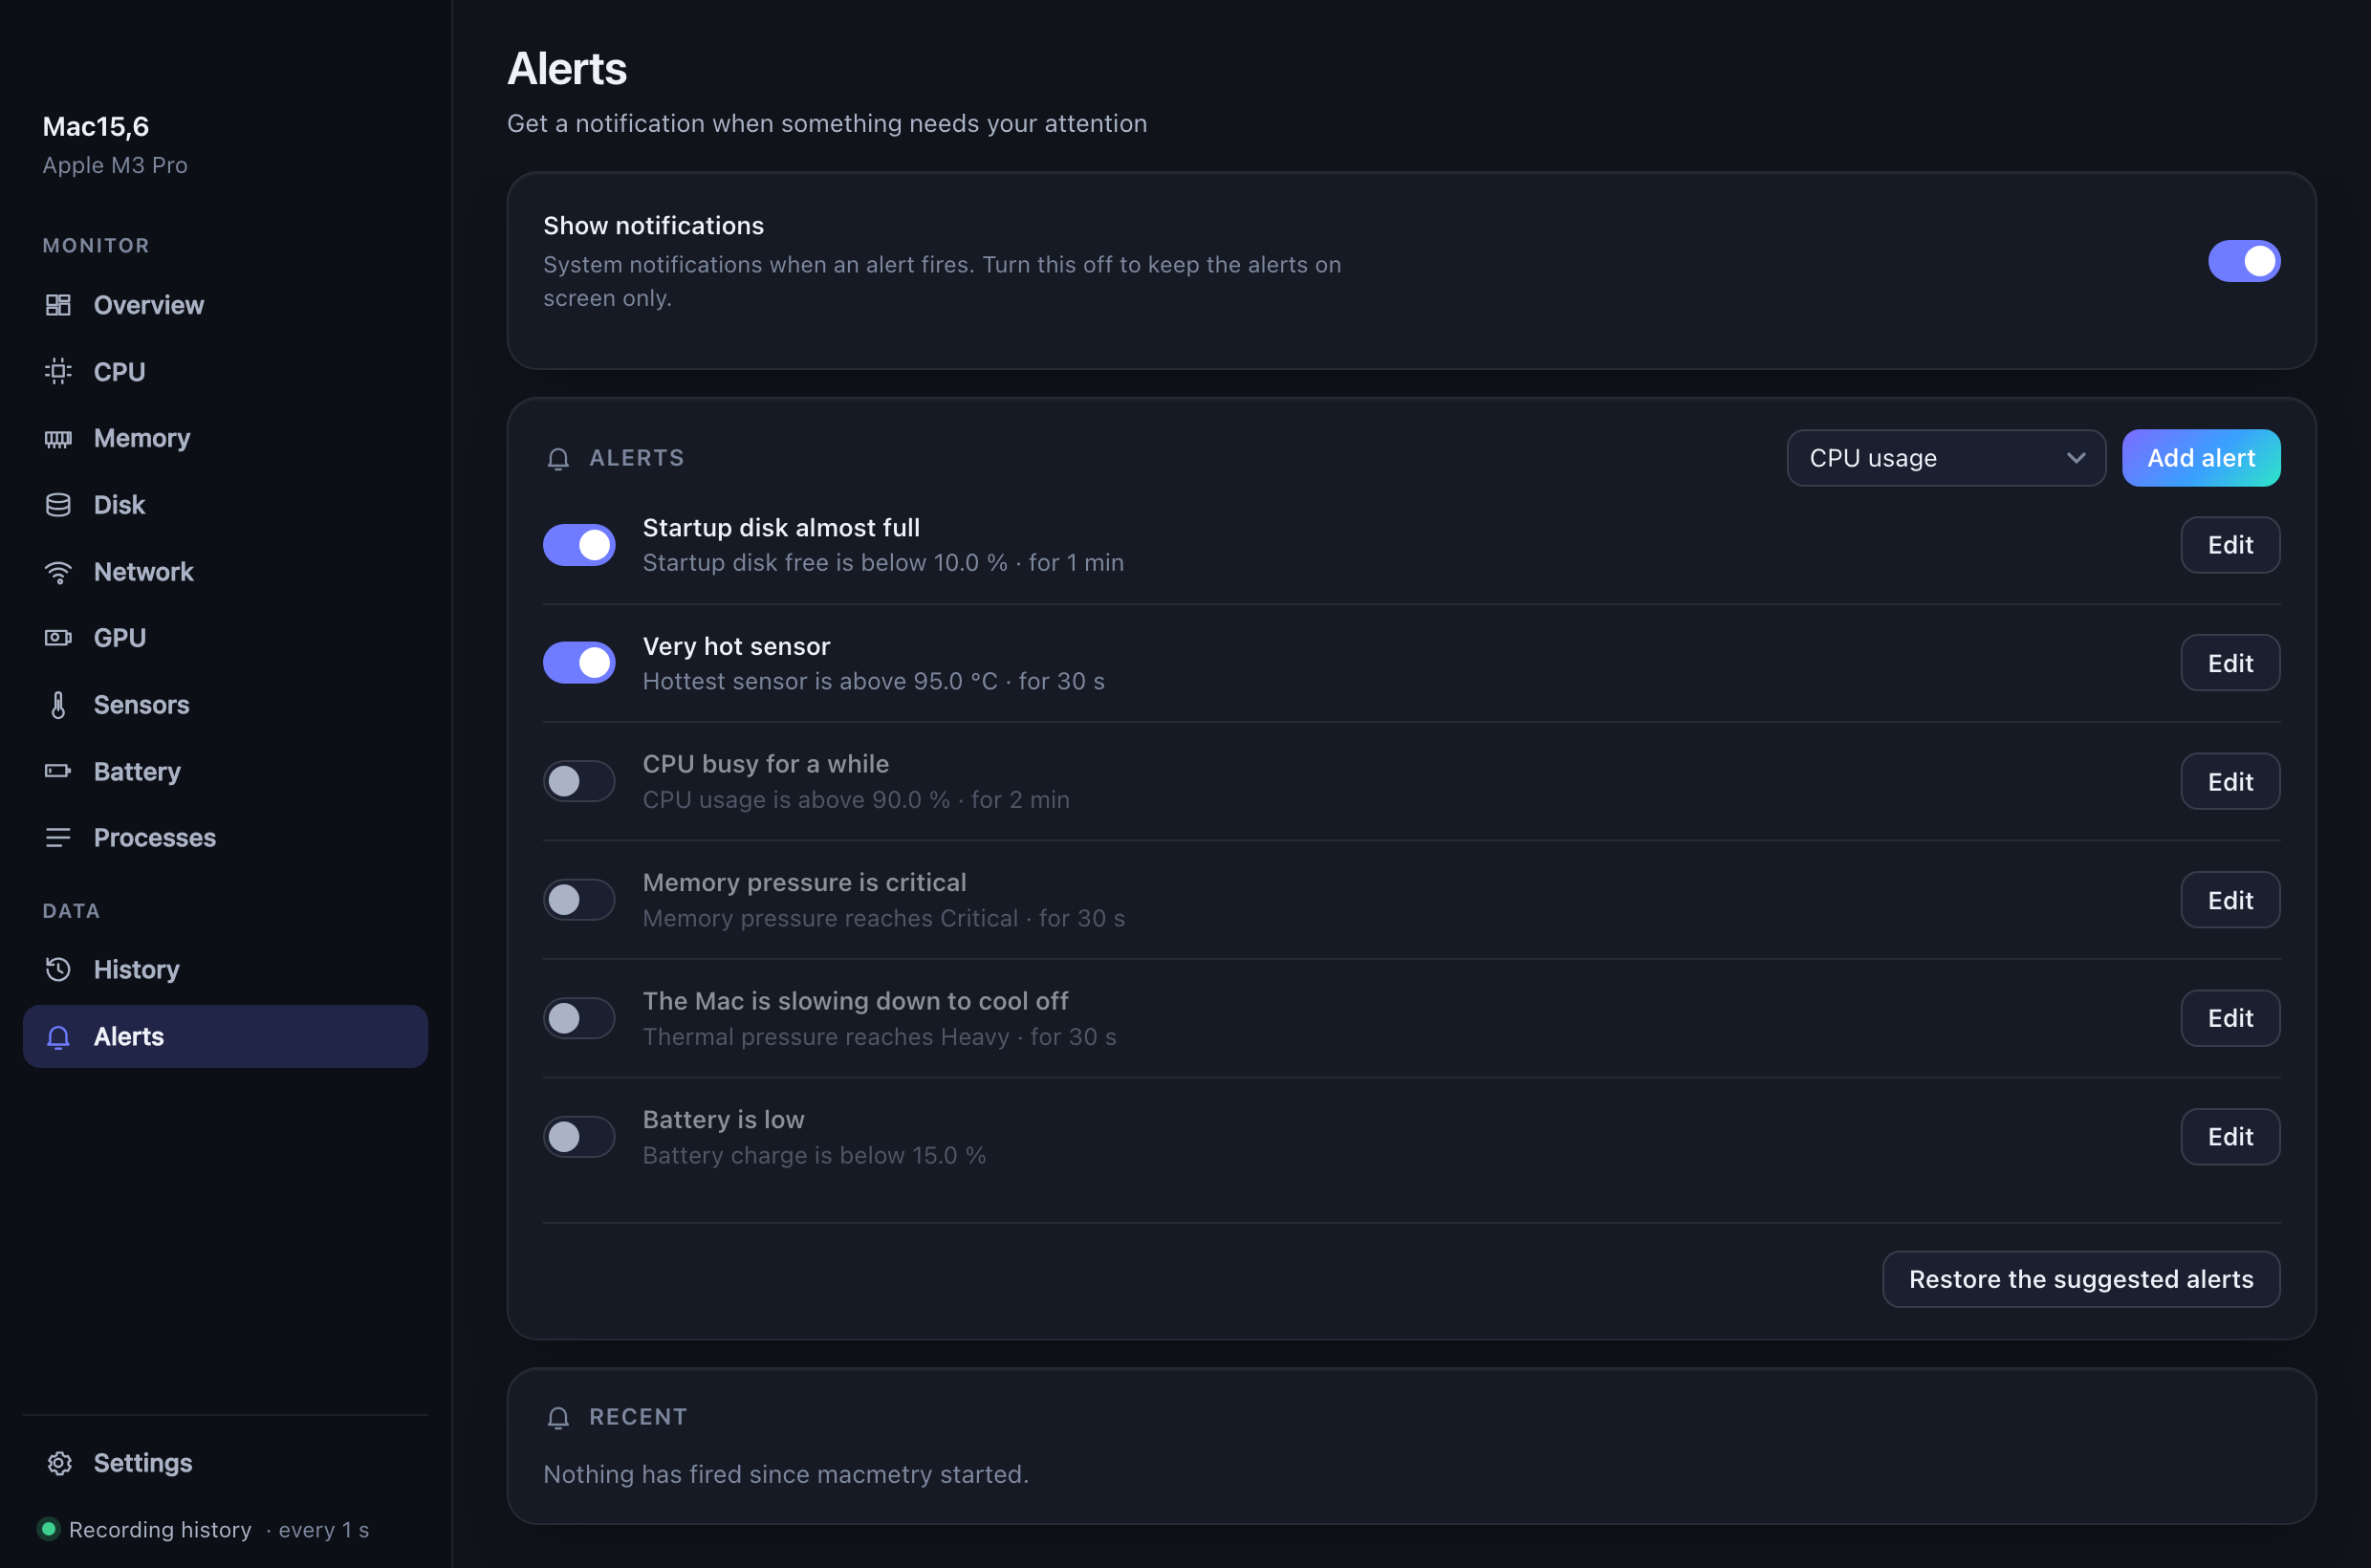 Mac15,6
Apple M3 Pro
MONITOR
Overview
CPU
Memory
Disk
Network
GPU
Sensors
Battery
Processes
DATA
History
Alerts
Settings
Recording history · every 1 s
Alerts
Get a notification when something needs your attention
Show notifications
System notifications when an alert fires. Turn this off to keep the alerts on
screen only.
ALERTS
CPU usage
Add alert
Startup disk almost full
Startup disk free is below 10.0 % · for 1 min
Edit
Very hot sensor
Hottest sensor is above 95.0 °C · for 30 s
Edit
CPU busy for a while
CPU usage is above 90.0 % · for 2 min
Edit
Memory pressure is critical
Memory pressure reaches Critical · for 30 s
Edit
The Mac is slowing down to cool off
Thermal pressure reaches Heavy · for 30 s
Edit
Battery is low
Battery charge is below 15.0 %
Edit
Restore the suggested alerts
RECENT
Nothing has fired since macmetry started.